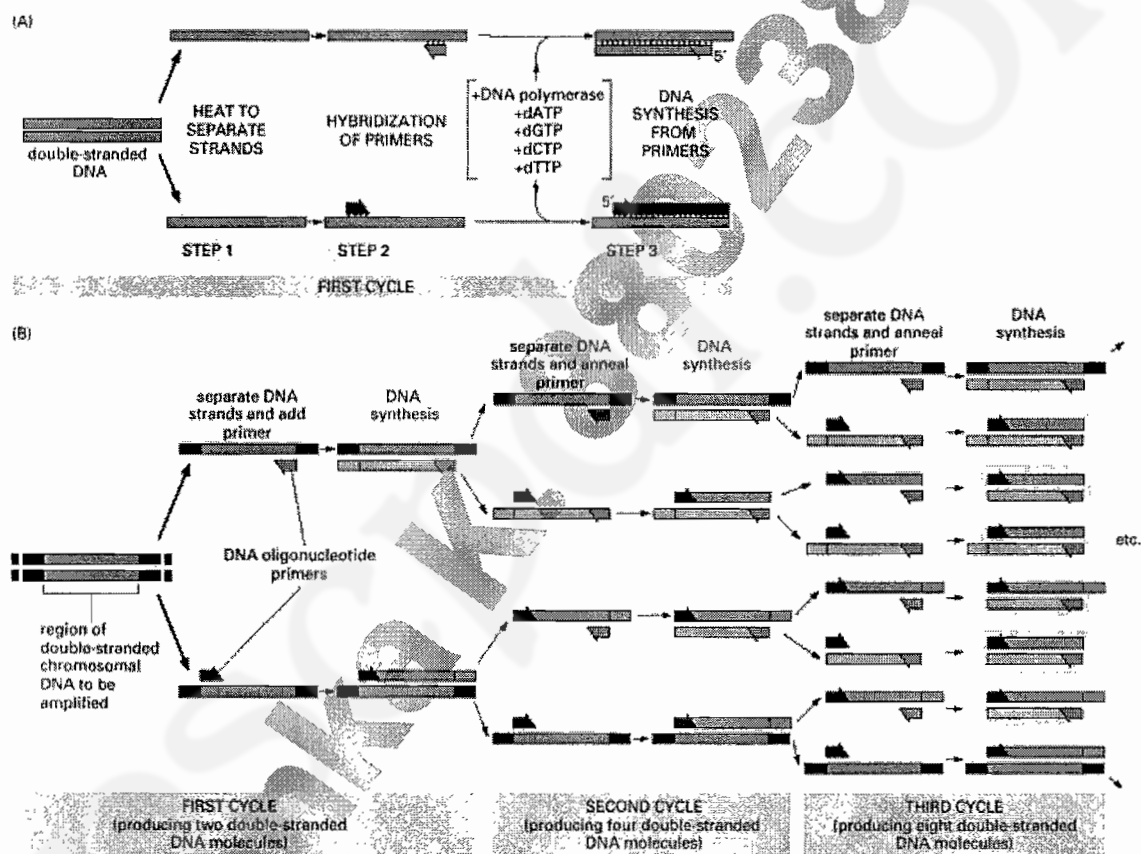 (A)
HEAT TO
SEPARATE
STRANDS
HYBRIDIZATION
OF PRIMERS
+DNA polymerase
+dATP
+dGTP
+dCTP
+dTTP
DNA
SYNTHESIS
FROM
PRIMERS
5´
double-stranded
DNA
5´
STEP 1
STEP 2
STEP 3
FIRST CYCLE
(B)
separate DNA
strands and add
primer
DNA
synthesis
separate DNA
strands and anneal
primer
DNA
synthesis
separate DNA
strands and anneal
primer
DNA
synthesis
DNA oligonucleotide
primers
etc.
region of
double-stranded
chromosomal
DNA to be
amplified
FIRST CYCLE
(producing two double-stranded
DNA molecules)
SECOND CYCLE
(producing four double-stranded
DNA molecules)
THIRD CYCLE
(producing eight double-stranded
DNA molecules)